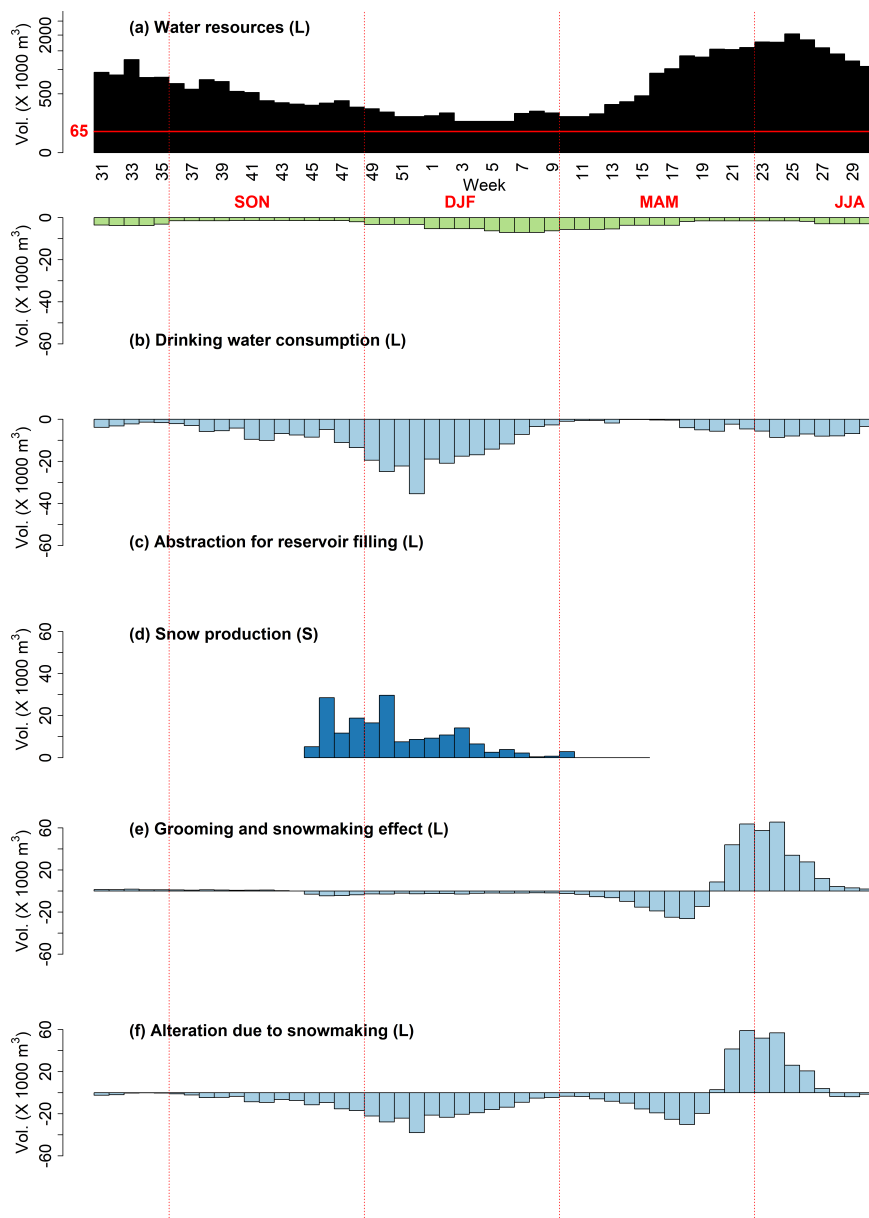 (a) Water resources (L)
Vol. (X 1000 m³)
2000
500
0
65
31 33 35 37 39 41 43 45 47 49 51 1 3 5 7 9 11 13 15 17 19 21 23 25 27 29
Week
SON DJF MAM JJA
Vol. (X 1000 m³)
0
-20
-40
-60
(b) Drinking water consumption (L)
Vol. (X 1000 m³)
0
-20
-40
-60
(c) Abstraction for reservoir filling (L)
(d) Snow production (S)
Vol. (X 1000 m³)
60
40
20
0
(e) Grooming and snowmaking effect (L)
Vol. (X 1000 m³)
60
20
-20
-60
(f) Alteration due to snowmaking (L)
Vol. (X 1000 m³)
60
20
-20
-60